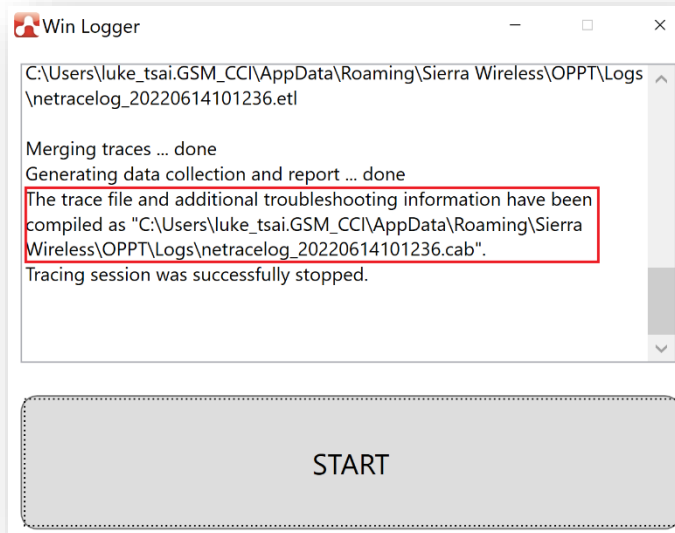 Win Logger
C:\Users\luke_tsai.GSM_CCI\AppData\Roaming\Sierra Wireless\OPPT\Logs
\netracelog_20220614101236.etl
Merging traces ... done
Generating data collection and report ... done
The trace file and additional troubleshooting information have been
compiled as "C:\Users\luke_tsai.GSM_CCI\AppData\Roaming\Sierra
Wireless\OPPT\Logs\netracelog_20220614101236.cab".
Tracing session was successfully stopped.
START